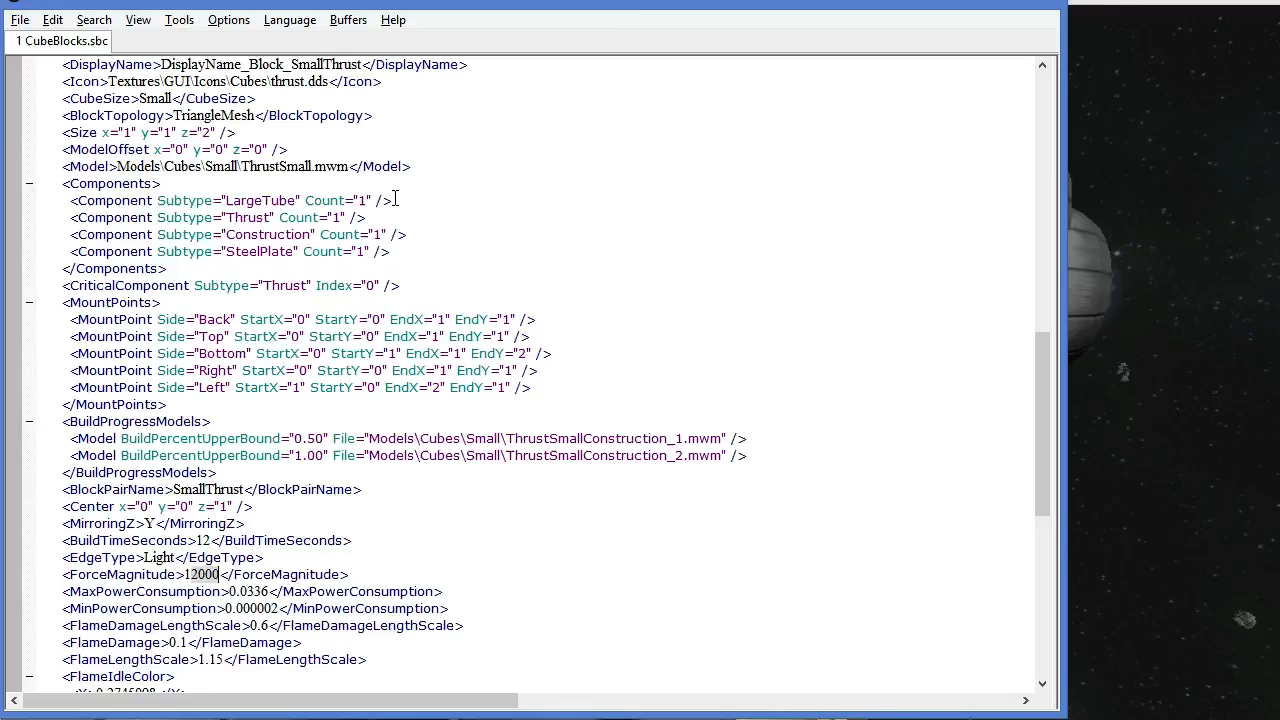 File Edit Search View Tools Options Language Buffers Help
1 CubeBlocks.sbc
<DisplayName>DisplayName_Block_SmallThrust</DisplayName>
<Icon>Textures\GUI\Icons\Cubes\thrust.dds</Icon>
<CubeSize>Small</CubeSize>
<BlockTopology>TriangleMesh</BlockTopology>
<Size x="1" y="1" z="2" />
<ModelOffset x="0" y="0" z="0" />
<Model>Models\Cubes\Small\ThrustSmall.mwm</Model>
<Components>
<Component Subtype="LargeTube" Count="1" />
<Component Subtype="Thrust" Count="1" />
<Component Subtype="Construction" Count="1" />
<Component Subtype="SteelPlate" Count="1" />
</Components>
<CriticalComponent Subtype="Thrust" Index="0" />
<MountPoints>
<MountPoint Side="Back" StartX="0" StartY="0" EndX="1" EndY="1" />
<MountPoint Side="Top" StartX="0" StartY="0" EndX="1" EndY="1" />
<MountPoint Side="Bottom" StartX="0" StartY="1" EndX="1" EndY="2" />
<MountPoint Side="Right" StartX="0" StartY="0" EndX="1" EndY="1" />
<MountPoint Side="Left" StartX="1" StartY="0" EndX="2" EndY="1" />
</MountPoints>
<BuildProgressModels>
<Model BuildPercentUpperBound="0.50" File="Models\Cubes\Small\ThrustSmallConstruction_1.mwm" />
<Model BuildPercentUpperBound="1.00" File="Models\Cubes\Small\ThrustSmallConstruction_2.mwm" />
</BuildProgressModels>
<BlockPairName>SmallThrust</BlockPairName>
<Center x="0" y="0" z="1" />
<MirroringZ>Y</MirroringZ>
<BuildTimeSeconds>12</BuildTimeSeconds>
<EdgeType>Light</EdgeType>
<ForceMagnitude>12000</ForceMagnitude>
<MaxPowerConsumption>0.0336</MaxPowerConsumption>
<MinPowerConsumption>0.000002</MinPowerConsumption>
<FlameDamageLengthScale>0.6</FlameDamageLengthScale>
<FlameDamage>0.1</FlameDamage>
<FlameLengthScale>1.15</FlameLengthScale>
<FlameIdleColor>